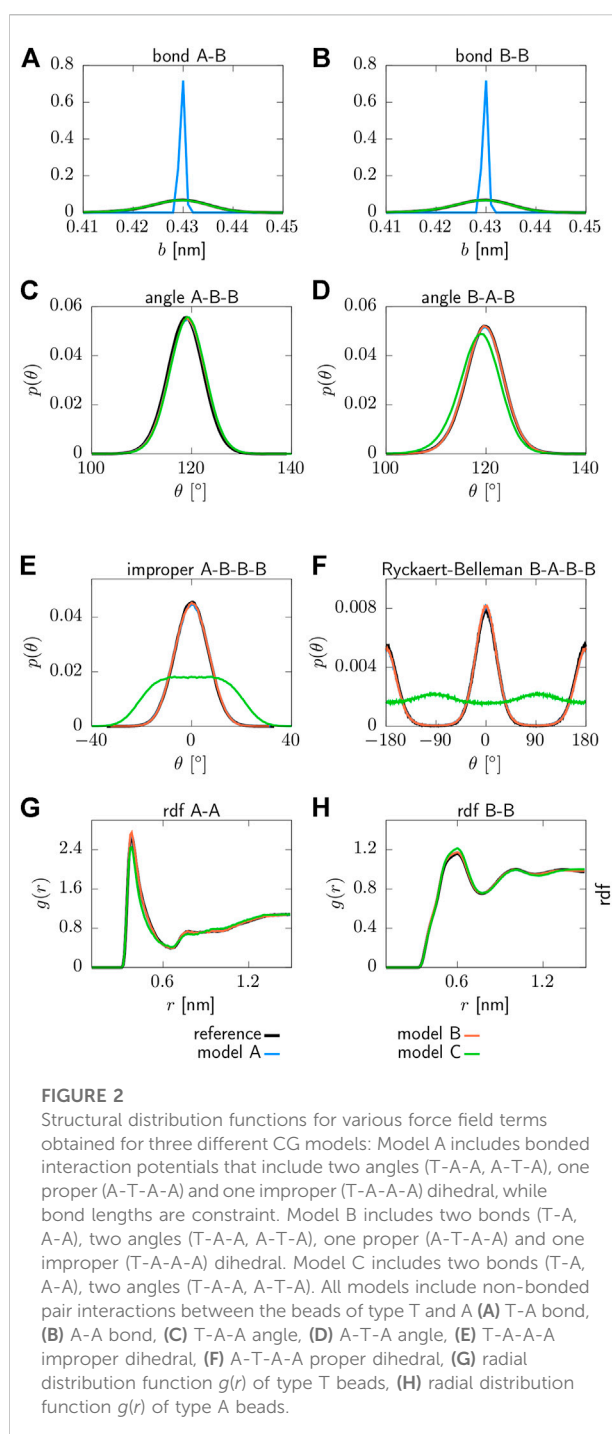 A
bond A-B
0.8
0.6
0.4
0.2
0
0.41 0.42 0.43 0.44 0.45
b [nm]
B
bond B-B
0.8
0.6
0.4
0.2
0
0.41 0.42 0.43 0.44 0.45
b [nm]
C
angle A-B-B
0.06
0.04
0.02
0
p(θ)
100 120 140
θ [°]
D
angle B-A-B
0.06
0.04
0.02
0
p(θ)
100 120 140
θ [°]
E
improper A-B-B-B
0.04
0.02
0
p(θ)
−40 0 40
θ [°]
F
Ryckaert-Belleman B-A-B-B
0.008
0.004
0
p(θ)
−180 −90 0 90 180
θ [°]
G
rdf A-A
2.4
1.6
0.8
0
g(r)
0.6 1.2
r [nm]
H
rdf B-B
1.2
0.8
0.4
0
g(r)
0.6 1.2
r [nm]
rdf
reference
model A
model B
model C
FIGURE 2
Structural distribution functions for various force field terms
obtained for three different CG models: Model A includes bonded
interaction potentials that include two angles (T-A-A, A-T-A), one
proper (A-T-A-A) and one improper (T-A-A-A) dihedral, while
bond lengths are constraint. Model B includes two bonds (T-A,
A-A), two angles (T-A-A, A-T-A), one proper (A-T-A-A) and one
improper (T-A-A-A) dihedral. Model C includes two bonds (T-A,
A-A), two angles (T-A-A, A-T-A). All models include non-bonded
pair interactions between the beads of type T and A (A) T-A bond,
(B) A-A bond, (C) T-A-A angle, (D) A-T-A angle, (E) T-A-A-A
improper dihedral, (F) A-T-A-A proper dihedral, (G) radial
distribution function g(r) of type T beads, (H) radial distribution
function g(r) of type A beads.